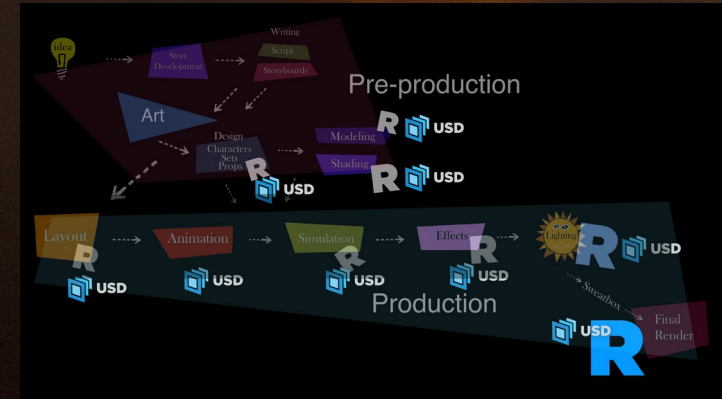 idea
Story
Development
Writing
Script
Storyboards
Pre-production
Art
Design
Characters
Sets
Props
R
USD
Modeling
R
USD
Shading
R
USD
Layout
R
USD
Animation
USD
Simulation
R
USD
Effects
R
USD
Lighting
R
USD
Production
Sweatbox
USD
R
Final
Render